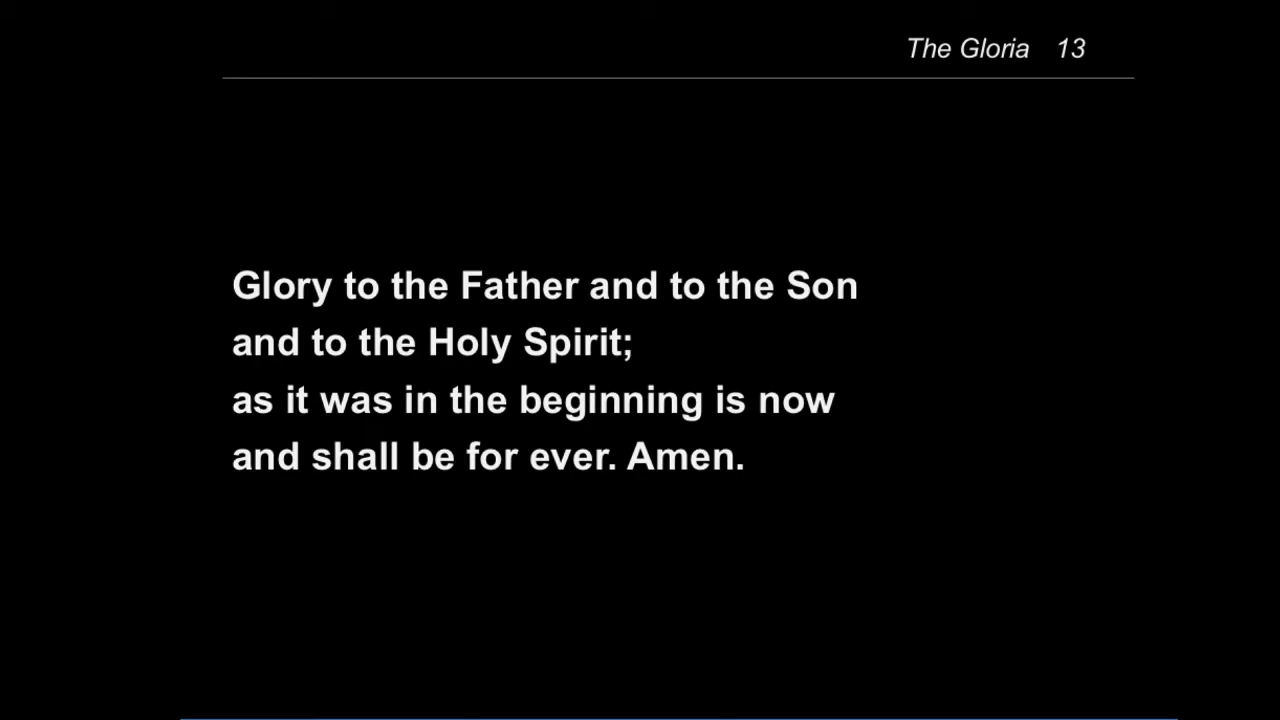 The Gloria 13
Glory to the Father and to the Son
and to the Holy Spirit;
as it was in the beginning is now
and shall be for ever. Amen.